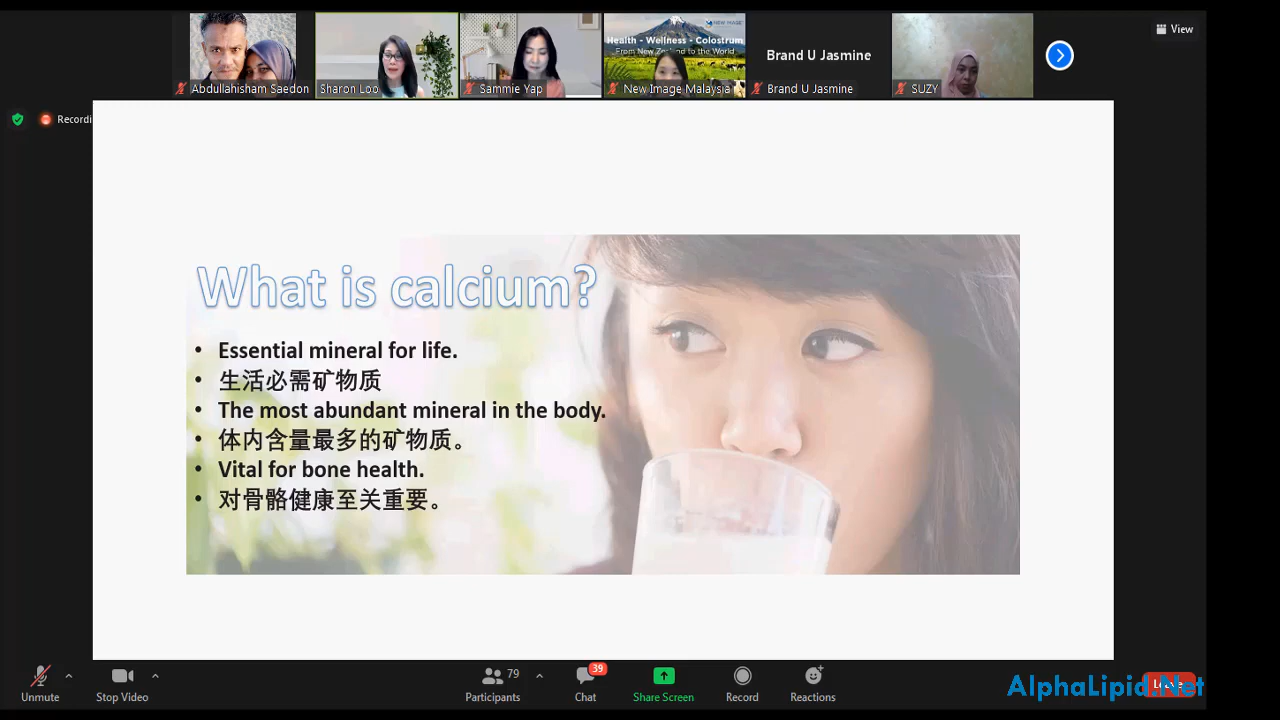 View
Health - Wellness - Colostrum
From New Zealand to the World
Brand U Jasmine
Abdullahisham Saedon
Sharon Loo
Sammie Yap
New Image Malaysia
Brand U Jasmine
SUZY
Recordi
What is calcium?
• Essential mineral for life.
• 生活必需矿物质
• The most abundant mineral in the body.
• 体内含量最多的矿物质。
• Vital for bone health.
• 对骨骼健康至关重要。
79
39
Unmute
Stop Video
Participants
Chat
Share Screen
Record
Reactions
Leave
AlphaLipid.Net